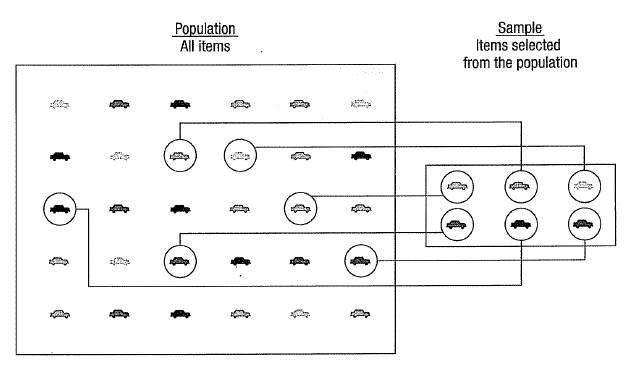 Population
All items
Sample
Items selected
from the population